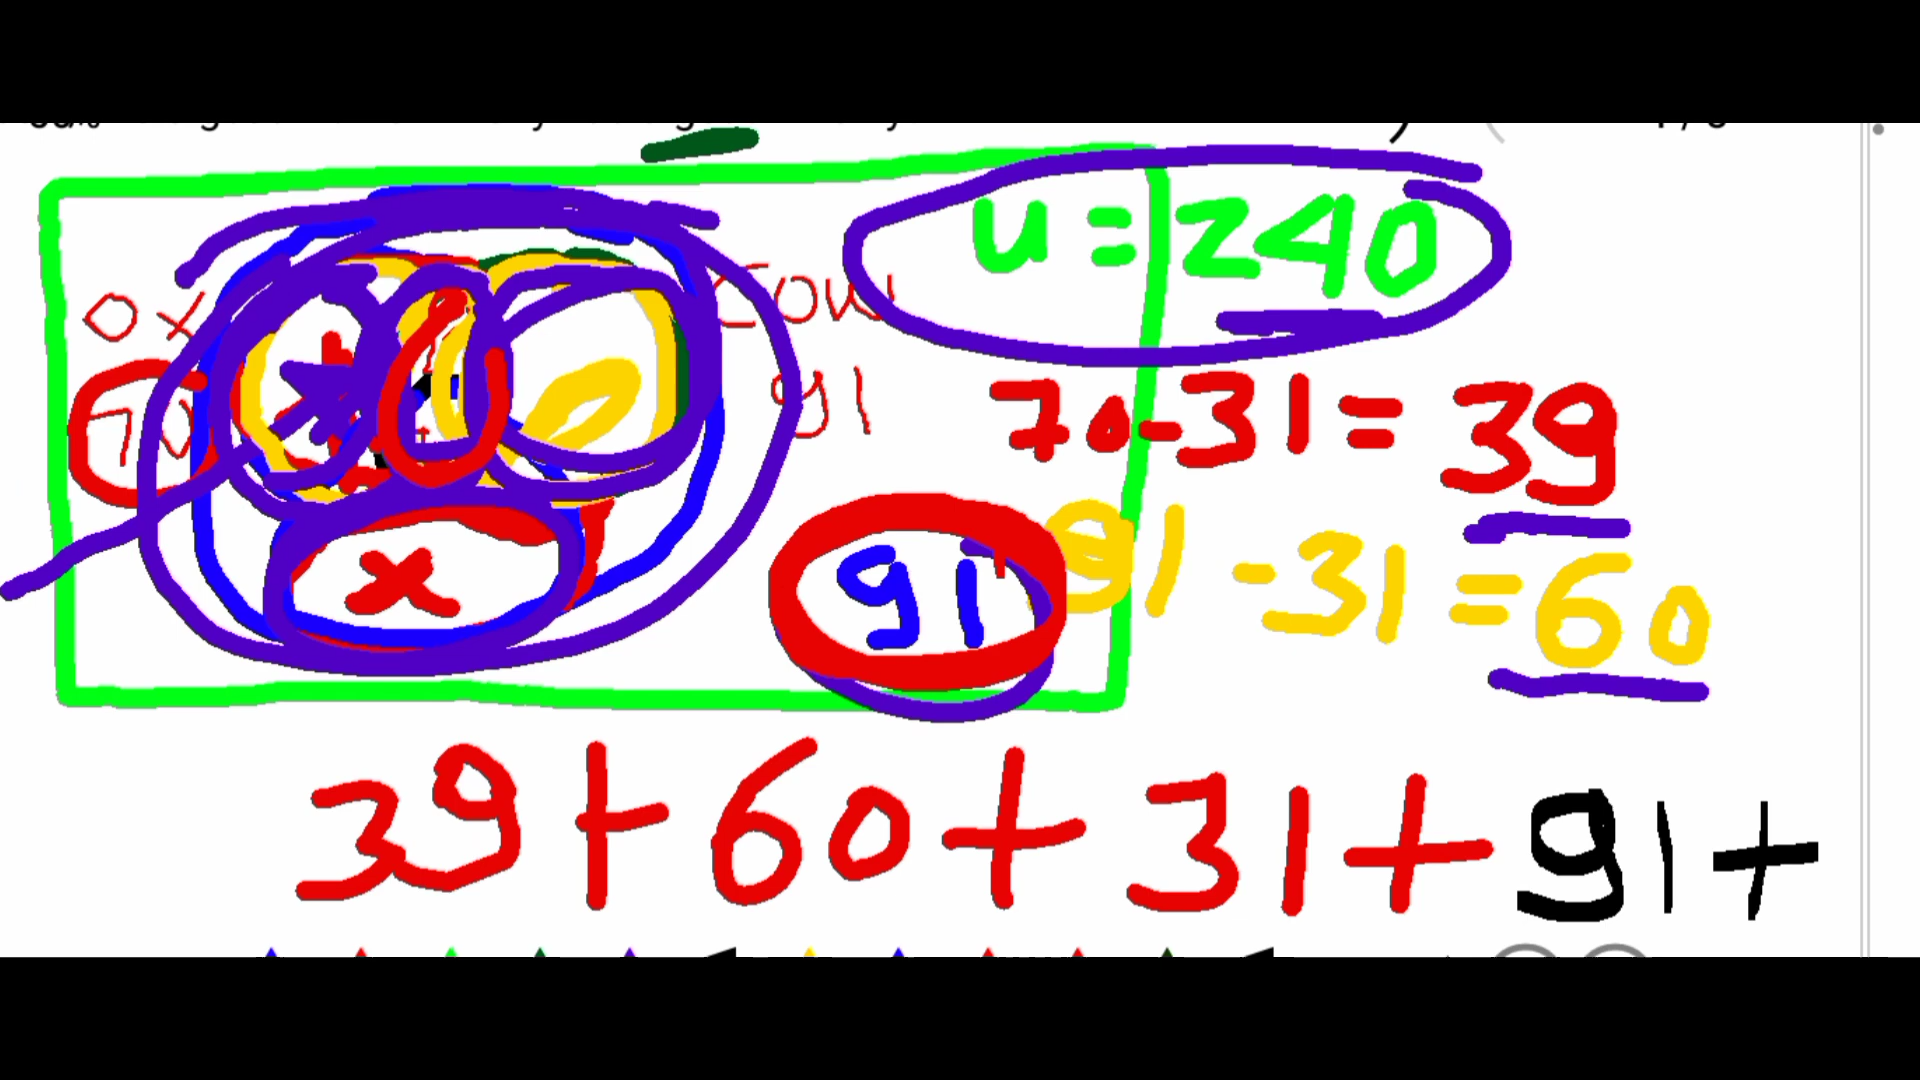 u = 240
ox
cow
70
91
70 - 31 = 39
91 - 31 = 60
x
91
39 + 60 + 31 + 91 +